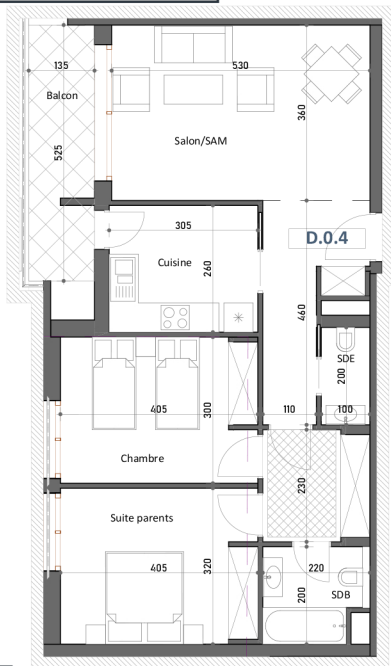 135
530
Balcon
360
Salon/SAM
525
305
D.0.4
Cuisine
260
460
SDE
200
405
300
110
100
Chambre
230
Suite parents
405
320
220
200
SDB